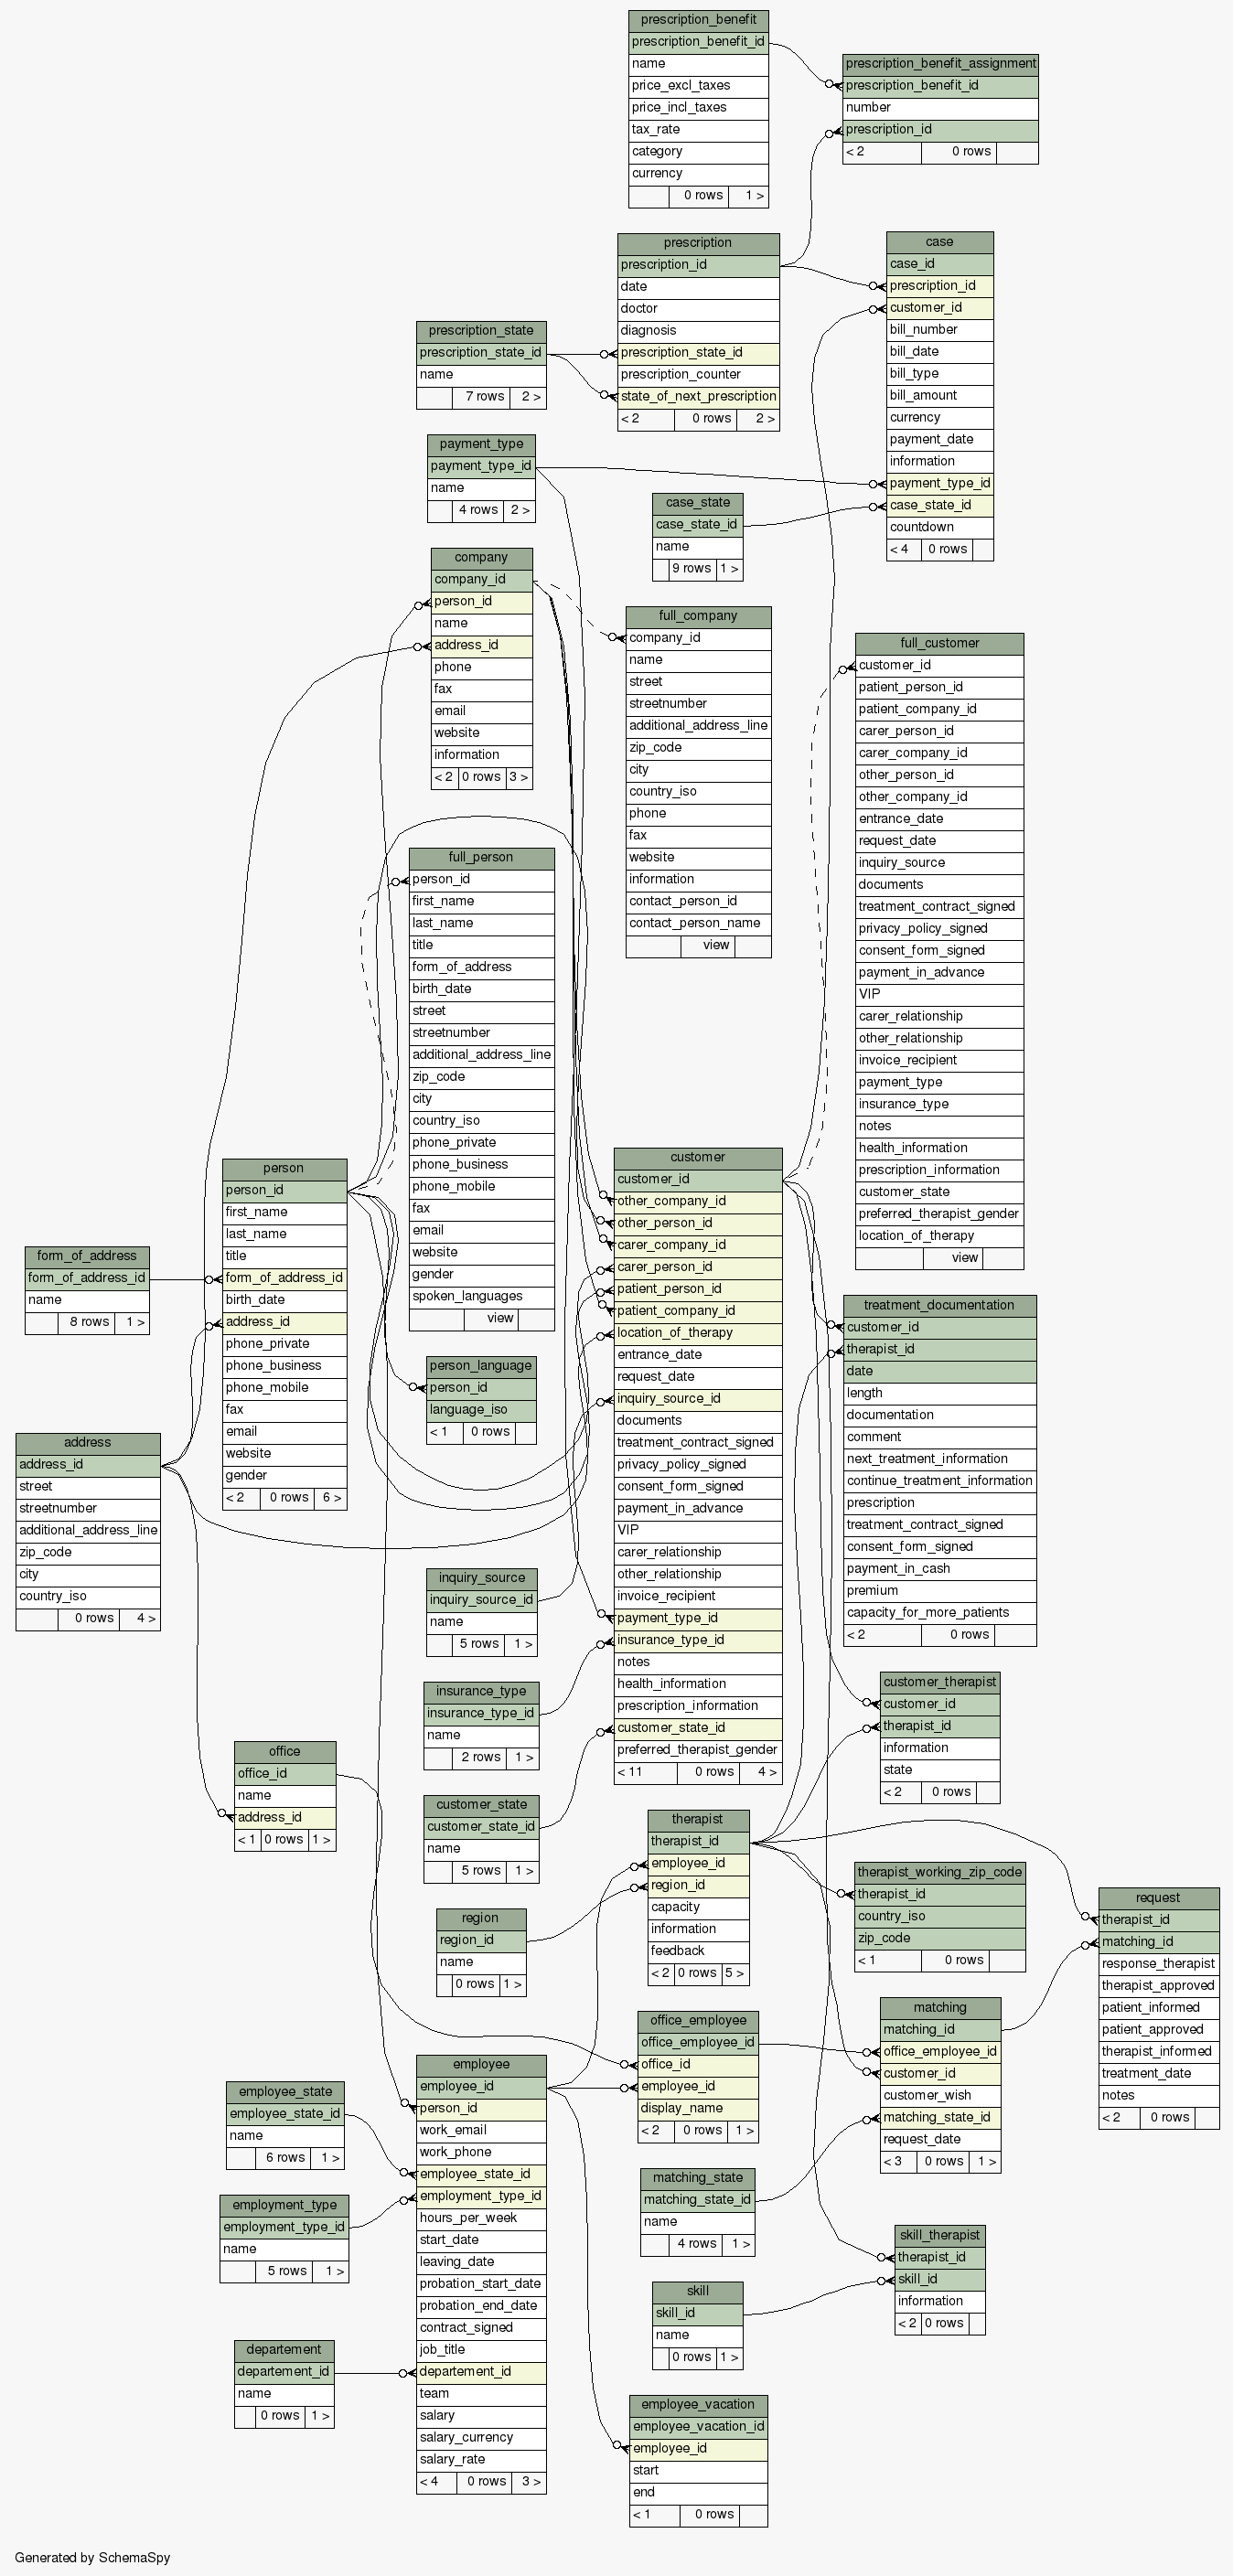 prescription_benefit
prescription_benefit_id
name
price_excl_taxes
price_incl_taxes
tax_rate
category
currency
0 rows 1 >
prescription_benefit_assignment
prescription_benefit_id
number
prescription_id
< 2 0 rows
prescription
prescription_id
date
doctor
diagnosis
prescription_state_id
prescription_counter
state_of_next_prescription
< 2 0 rows 2 >
case
case_id
prescription_id
customer_id
bill_number
bill_date
bill_type
bill_amount
currency
payment_date
information
payment_type_id
case_state_id
countdown
< 4 0 rows
prescription_state
prescription_state_id
name
7 rows 2 >
payment_type
payment_type_id
name
4 rows 2 >
case_state
case_state_id
name
9 rows 1 >
company
company_id
person_id
name
address_id
phone
fax
email
website
information
< 2 0 rows 3 >
full_company
company_id
name
street
streetnumber
additional_address_line
zip_code
city
country_iso
phone
fax
website
information
contact_person_id
contact_person_name
view
full_customer
customer_id
patient_person_id
patient_company_id
carer_person_id
carer_company_id
other_person_id
other_company_id
entrance_date
request_date
inquiry_source
documents
treatment_contract_signed
privacy_policy_signed
consent_form_signed
payment_in_advance
VIP
carer_relationship
other_relationship
invoice_recipient
payment_type
insurance_type
notes
health_information
prescription_information
customer_state
preferred_therapist_gender
location_of_therapy
view
full_person
person_id
first_name
last_name
title
form_of_address
birth_date
street
streetnumber
additional_address_line
zip_code
city
country_iso
phone_private
phone_business
phone_mobile
fax
email
website
gender
spoken_languages
view
person
person_id
first_name
last_name
title
form_of_address_id
birth_date
address_id
phone_private
phone_business
phone_mobile
fax
email
website
gender
< 2 0 rows 6 >
form_of_address
form_of_address_id
name
8 rows 1 >
customer
customer_id
other_company_id
other_person_id
carer_company_id
carer_person_id
patient_person_id
patient_company_id
location_of_therapy
entrance_date
request_date
inquiry_source_id
documents
treatment_contract_signed
privacy_policy_signed
consent_form_signed
payment_in_advance
VIP
carer_relationship
other_relationship
invoice_recipient
payment_type_id
insurance_type_id
notes
health_information
prescription_information
customer_state_id
preferred_therapist_gender
< 11 0 rows 4 >
treatment_documentation
customer_id
therapist_id
date
length
documentation
comment
next_treatment_information
continue_treatment_information
prescription
treatment_contract_signed
consent_form_signed
payment_in_cash
premium
capacity_for_more_patients
< 2 0 rows
person_language
person_id
language_iso
< 1 0 rows
address
address_id
street
streetnumber
additional_address_line
zip_code
city
country_iso
0 rows 4 >
inquiry_source
inquiry_source_id
name
5 rows 1 >
insurance_type
insurance_type_id
name
2 rows 1 >
customer_therapist
customer_id
therapist_id
information
state
< 2 0 rows
office
office_id
name
address_id
< 1 0 rows 1 >
customer_state
customer_state_id
name
5 rows 1 >
therapist
therapist_id
employee_id
region_id
capacity
information
feedback
< 2 0 rows 5 >
therapist_working_zip_code
therapist_id
country_iso
zip_code
< 1 0 rows
request
therapist_id
matching_id
response_therapist
therapist_approved
patient_informed
patient_approved
therapist_informed
treatment_date
notes
< 2 0 rows
region
region_id
name
0 rows 1 >
matching
matching_id
office_employee_id
customer_id
customer_wish
matching_state_id
request_date
< 3 0 rows 1 >
office_employee
office_employee_id
office_id
employee_id
display_name
< 2 0 rows 1 >
employee
employee_id
person_id
work_email
work_phone
employee_state_id
employment_type_id
hours_per_week
start_date
leaving_date
probation_start_date
probation_end_date
contract_signed
job_title
departement_id
team
salary
salary_currency
salary_rate
< 4 0 rows 3 >
employee_state
employee_state_id
name
6 rows 1 >
matching_state
matching_state_id
name
4 rows 1 >
employment_type
employment_type_id
name
5 rows 1 >
skill_therapist
therapist_id
skill_id
information
< 2 0 rows
skill
skill_id
name
0 rows 1 >
departement
departement_id
name
0 rows 1 >
employee_vacation
employee_vacation_id
employee_id
start
end
< 1 0 rows
Generated by SchemaSpy